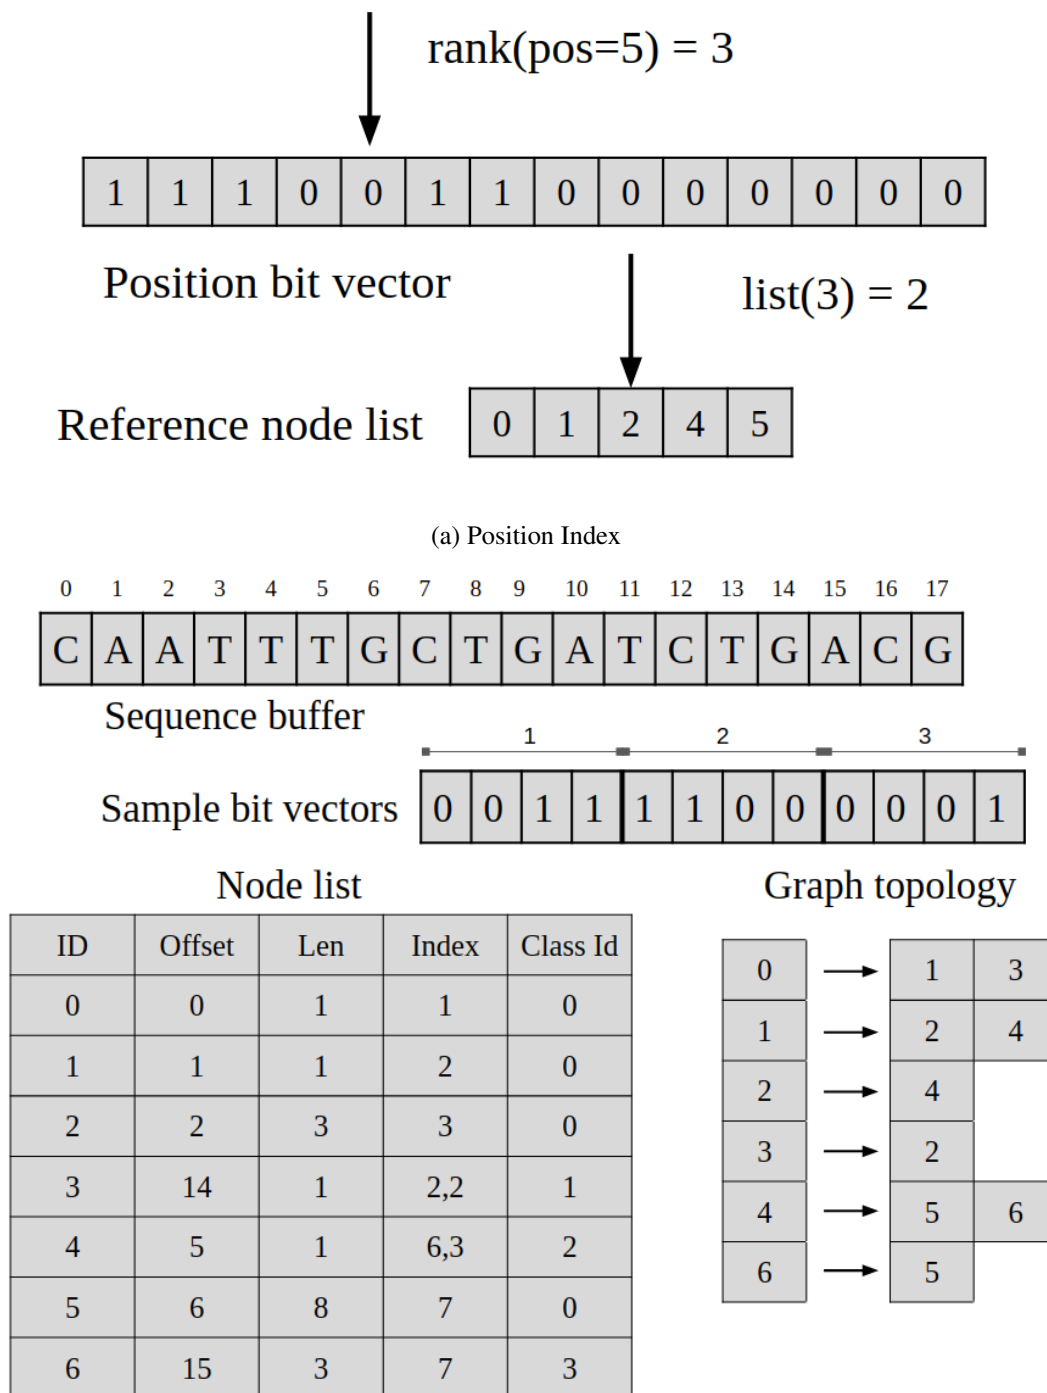 rank(pos=5) = 3
1 1 1 0 0 1 1 0 0 0 0 0 0 0
Position bit vector
list(3) = 2
Reference node list
0 1 2 4 5
(a) Position Index
0 1 2 3 4 5 6 7 8 9 10 11 12 13 14 15 16 17
C A A T T T G C T G A T C T G A C G
Sequence buffer
1 2 3
Sample bit vectors
0 0 1 1 1 1 0 0 0 0 0 1
Node list
ID Offset Len Index Class Id
0 0 1 1 0
1 1 1 2 0
2 2 3 3 0
3 14 1 2,2 1
4 5 1 6,3 2
5 6 8 7 0
6 15 3 7 3
Graph topology
0 1 3
1 2 4
2 4
3 2
4 5 6
6 5